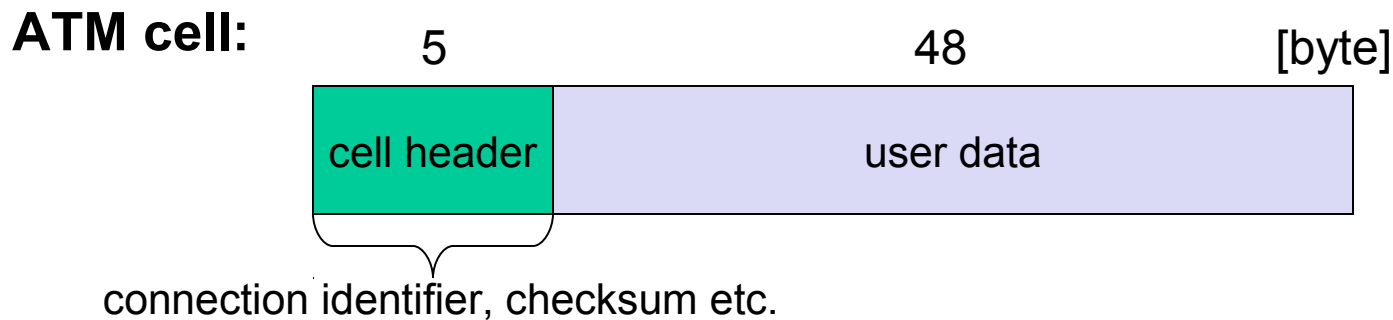 ATM cell:
5 48 [byte]
cell header user data
connection identifier, checksum etc.